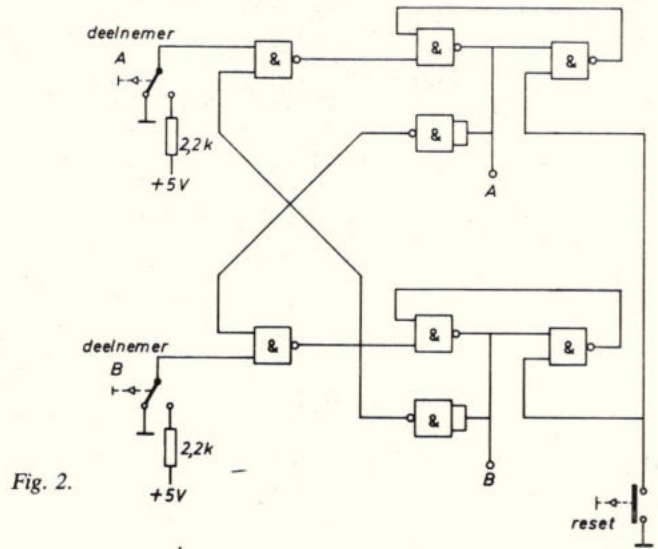 deelnemer
A
2,2k
+5V
&
&
&
&
A
deelnemer
B
2,2k
+5V
&
&
&
&
B
reset
Fig. 2.